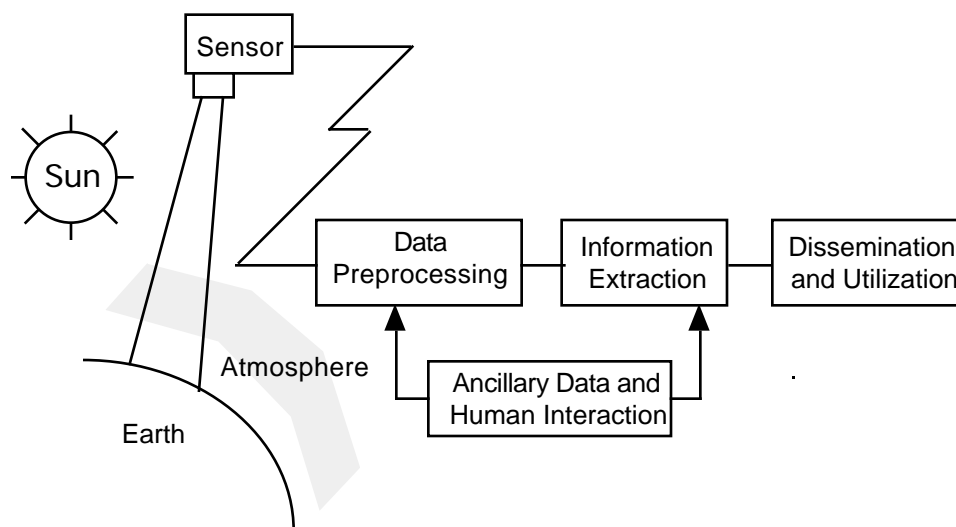 Sensor
Sun
Data
Preprocessing
Information
Extraction
Dissemination
and Utilization
Atmosphere
Ancillary Data and
Human Interaction
Earth